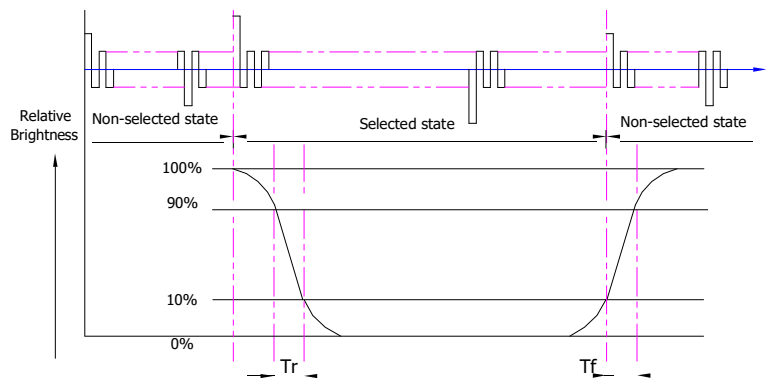 Relative
Brightness
Non-selected state
Selected state
Non-selected state
100%
90%
10%
0%
Tr
Tf